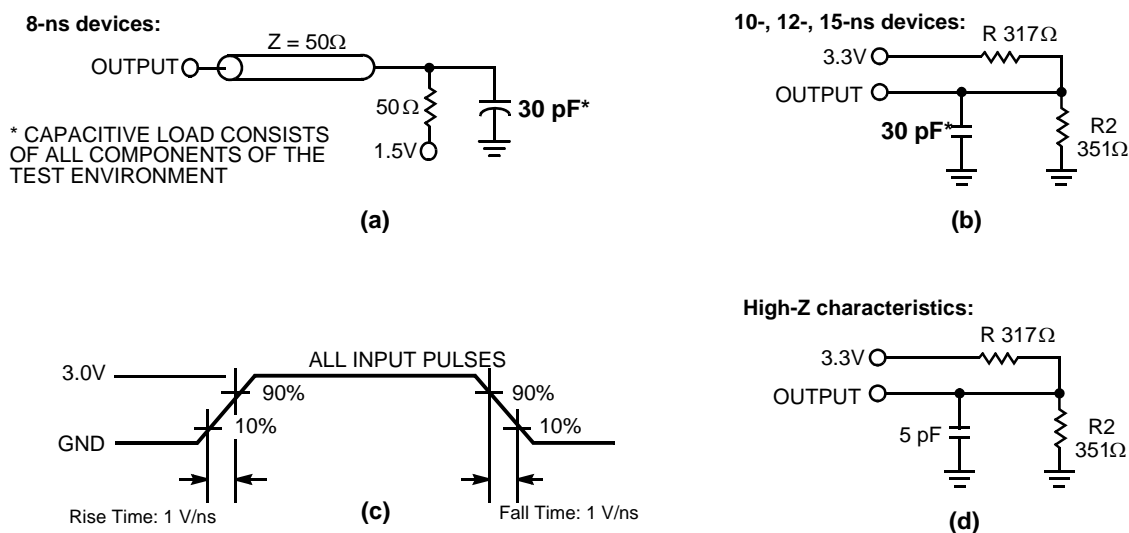 8-ns devices:
Z = 50Ω
OUTPUT
50 Ω
30 pF*
1.5V
* CAPACITIVE LOAD CONSISTS
OF ALL COMPONENTS OF THE
TEST ENVIRONMENT
(a)
10-, 12-, 15-ns devices:
R 317Ω
3.3V
OUTPUT
30 pF*
R2
351Ω
(b)
3.0V
ALL INPUT PULSES
90%
90%
10%
10%
GND
Rise Time: 1 V/ns
(c)
Fall Time: 1 V/ns
High-Z characteristics:
R 317Ω
3.3V
OUTPUT
5 pF
R2
351Ω
(d)